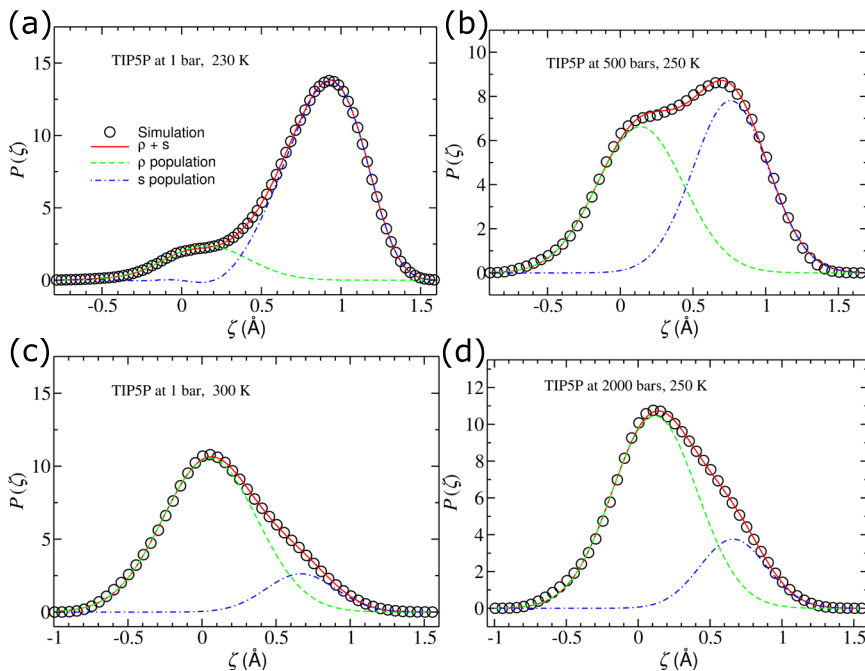 (a)
TIP5P at 1 bar, 230 K
Simulation
ρ + s
ρ population
s population
P(ζ)
15
10
5
0
-0.5
0
0.5
1
1.5
ζ (Å)
(b)
TIP5P at 500 bars, 250 K
P(ζ)
10
8
6
4
2
0
-0.5
0
0.5
1
1.5
ζ (Å)
(c)
TIP5P at 1 bar, 300 K
P(ζ)
15
10
5
0
-1
-0.5
0
0.5
1
1.5
ζ (Å)
(d)
TIP5P at 2000 bars, 250 K
P(ζ)
12
10
8
6
4
2
0
-1
-0.5
0
0.5
1
1.5
ζ (Å)